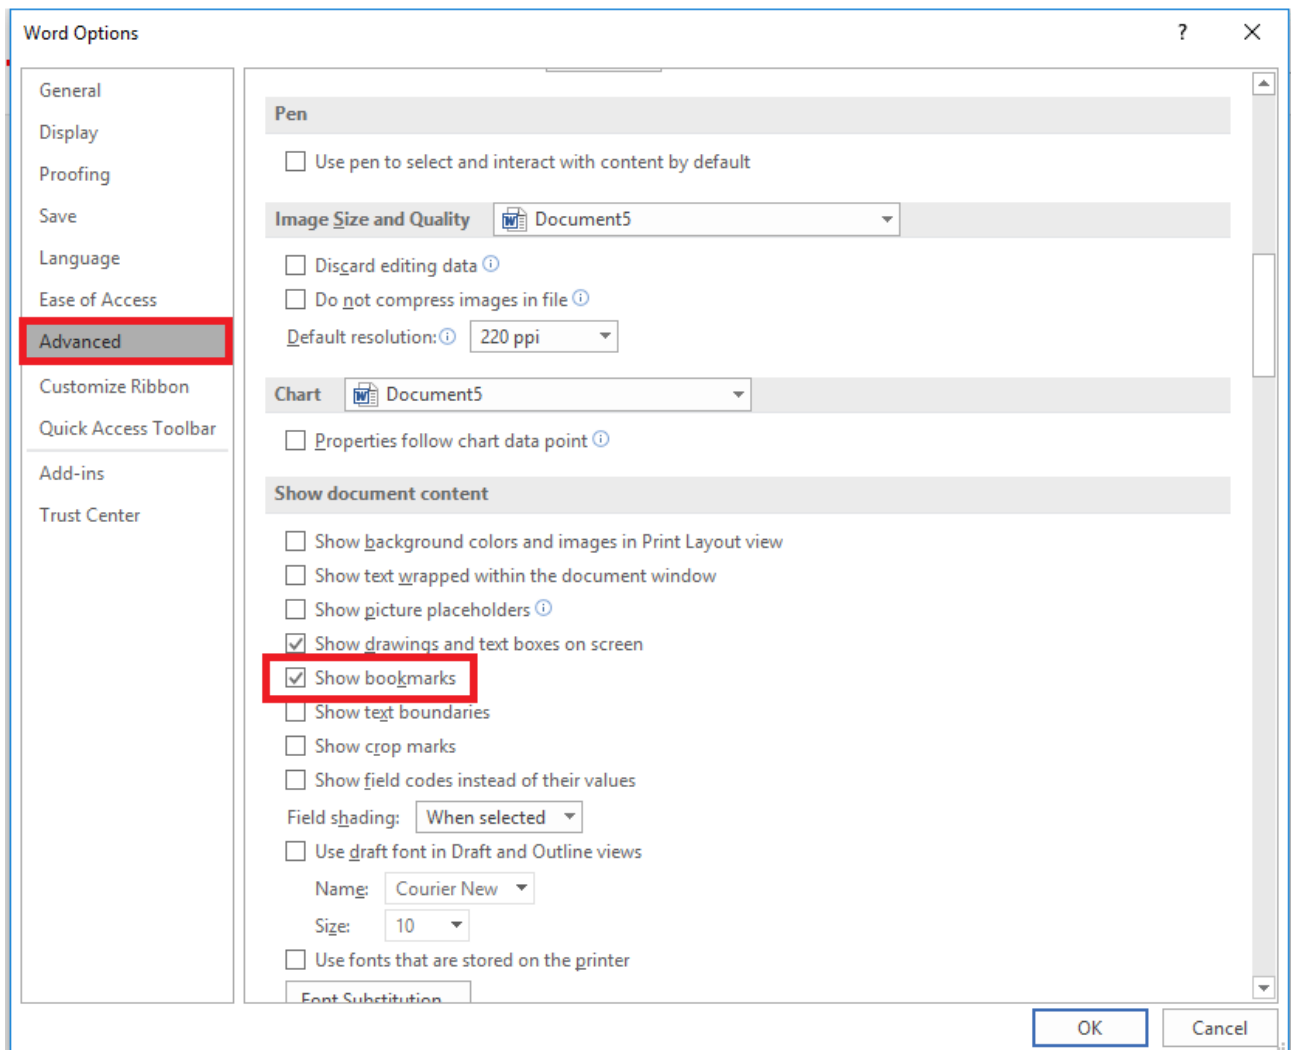 Word Options
?
General
Display
Proofing
Save
Language
Ease of Access
Advanced
Customize Ribbon
Quick Access Toolbar
Add-ins
Trust Center
Pen
Use pen to select and interact with content by default
Image Size and Quality Document5
Discard editing data
Do not compress images in file
Default resolution: 220 ppi
Chart Document5
Properties follow chart data point
Show document content
Show background colors and images in Print Layout view
Show text wrapped within the document window
Show picture placeholders
Show drawings and text boxes on screen
Show bookmarks
Show text boundaries
Show crop marks
Show field codes instead of their values
Field shading: When selected
Use draft font in Draft and Outline views
Name: Courier New
Size: 10
Use fonts that are stored on the printer
Font Substitution
OK Cancel